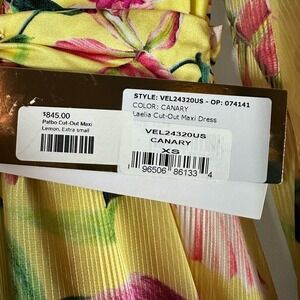 STYLE: VEL24320US - OP: 074141
COLOR: CANARY
Laelia Cut-Out Maxi Dress
$845.00
Patbo Cut-Out Maxi
Lemon, Extra small
VEL24320US
CANARY
XS
1 96506 86133 4